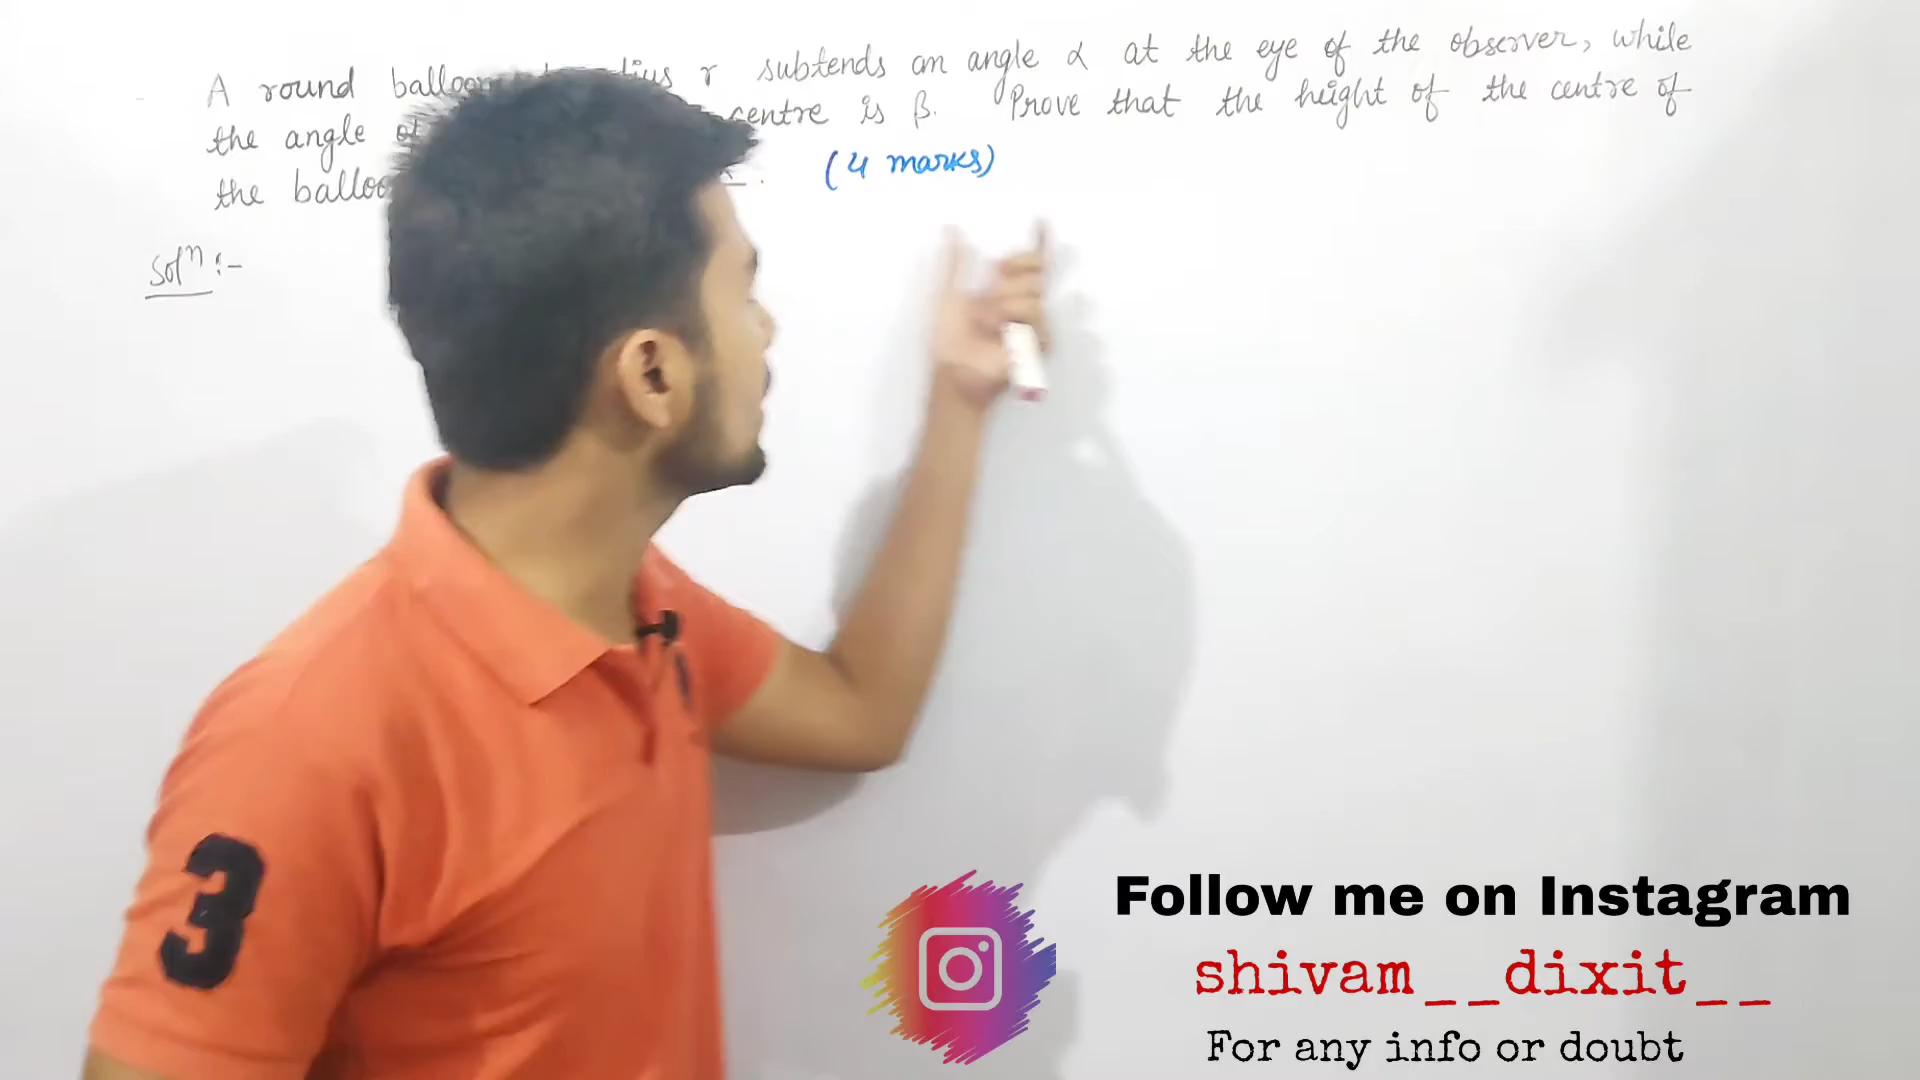 A round balloon r subtends an angle α at the eye of the observer, while
the angle of centre is β. Prove that the height of the centre of
the balloo
(4 marks)
Solⁿ :-
3
Follow me on Instagram
shivam__dixit__
For any info or doubt